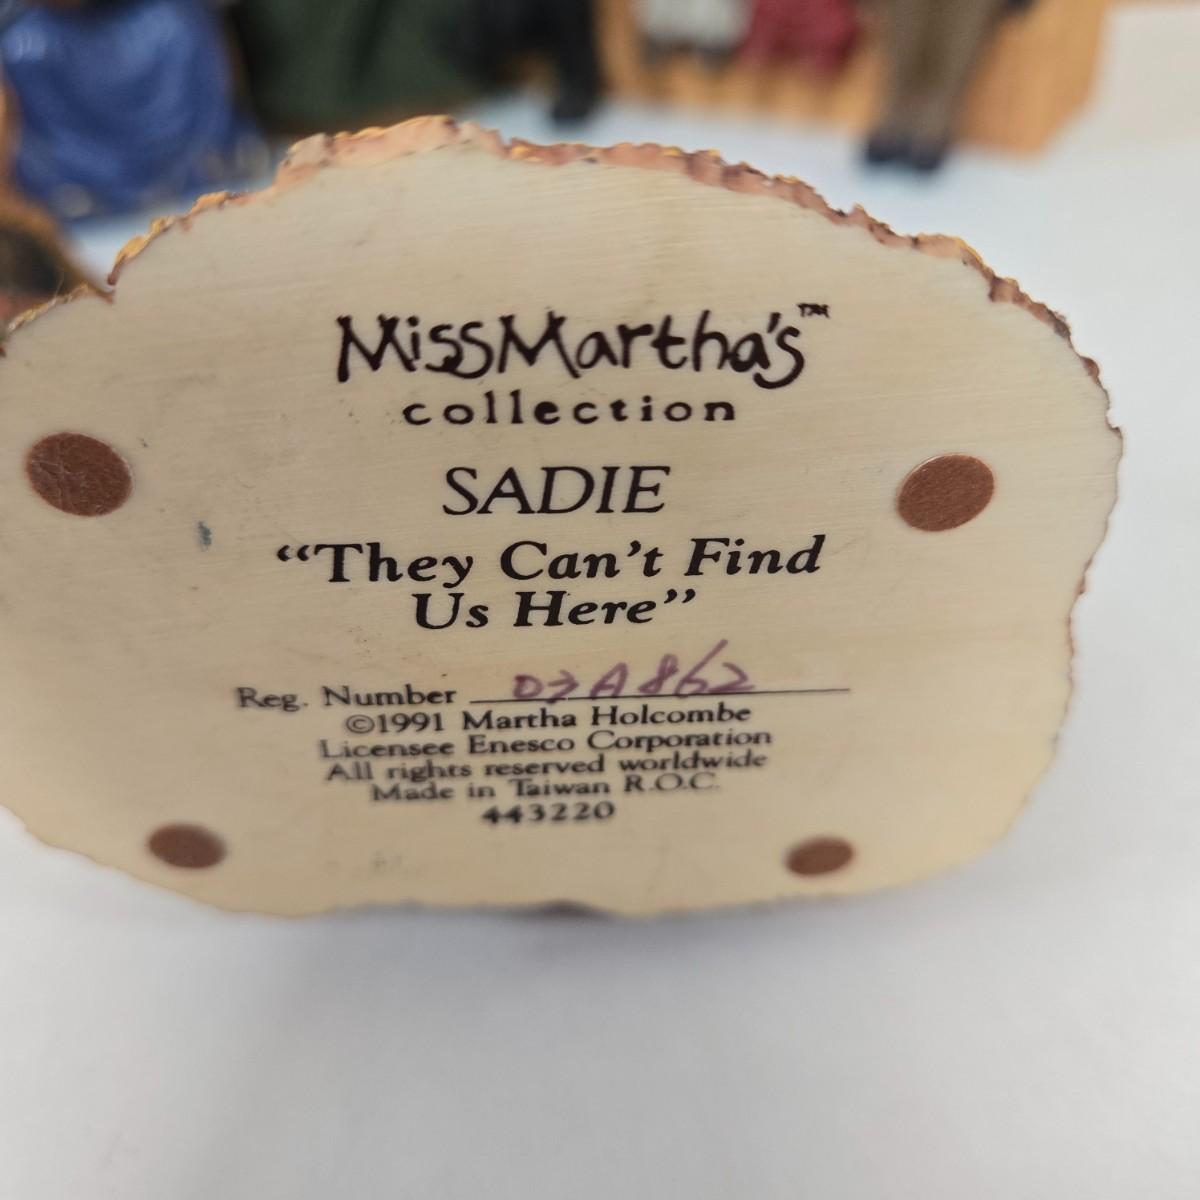 MissMartha's™
collection
SADIE
“They Can’t Find
Us Here”
Reg. Number 07A862
©1991 Martha Holcombe
Licensee Enesco Corporation
All rights reserved worldwide
Made in Taiwan R.O.C.
443220